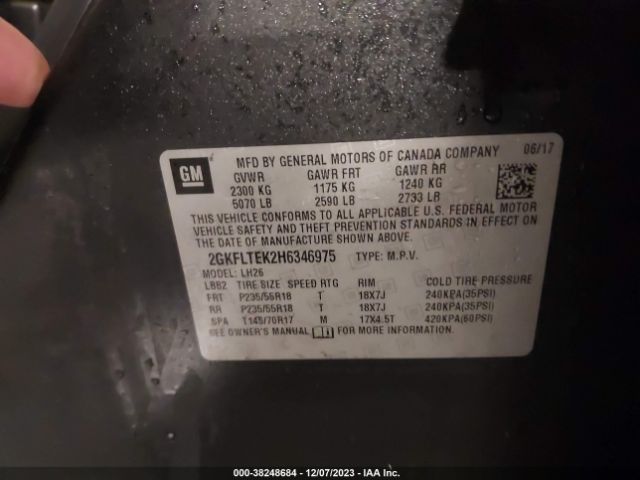 GM
MFD BY GENERAL MOTORS OF CANADA COMPANY 06/17
GVWR GAWR FRT GAWR RR
2300 KG 1175 KG 1240 KG
5070 LB 2590 LB 2733 LB
THIS VEHICLE CONFORMS TO ALL APPLICABLE U.S. FEDERAL MOTOR
VEHICLE SAFETY AND THEFT PREVENTION STANDARDS IN EFFECT ON
THE DATE OF MANUFACTURE SHOWN ABOVE.
2GKFLTEK2H6346975 TYPE: M.P.V.
MODEL: LH26
LBB2 TIRE SIZE SPEED RTG RIM COLD TIRE PRESSURE
FRT P235/55R18 T 18X7J 240KPA(35PSI)
RR P235/55R18 T 18X7J 240KPA(35PSI)
SPA T145/70R17 M 17X4.5T 420KPA(60PSI)
SEE OWNER'S MANUAL FOR MORE INFORMATION.
000-38248684 - 12/07/2023 - IAA Inc.